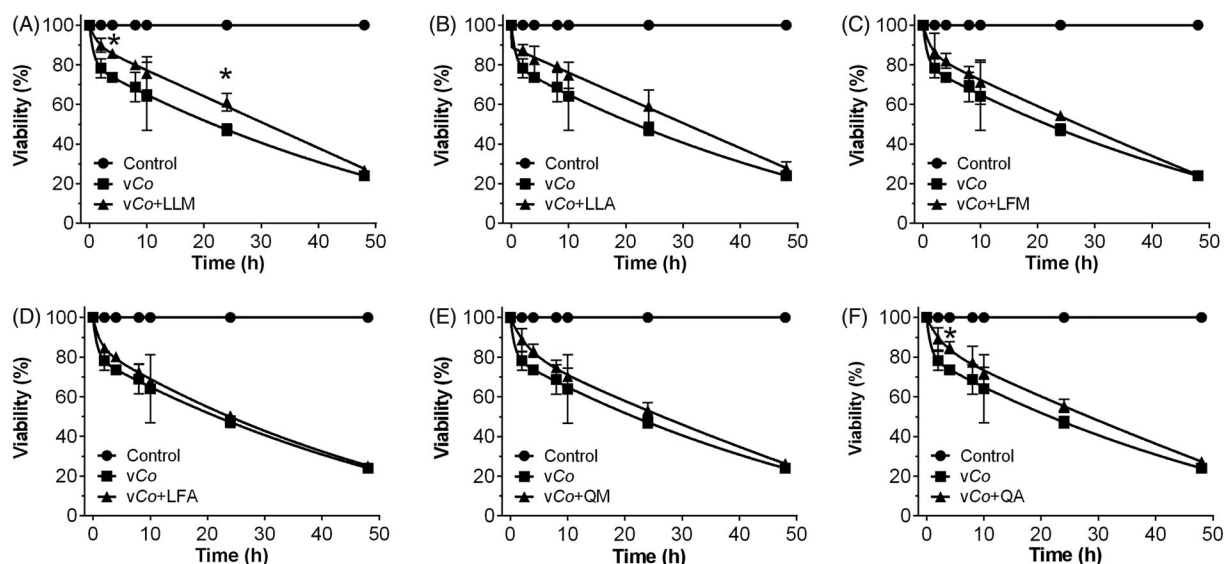 (A)
*
*
Viability (%)
100
80
60
40
20
0
Control
vCo
vCo+LLM
0 10 20 30 40 50
Time (h)
(B)
Viability (%)
100
80
60
40
20
0
Control
vCo
vCo+LLA
0 10 20 30 40 50
Time (h)
(C)
Viability (%)
100
80
60
40
20
0
Control
vCo
vCo+LFM
0 10 20 30 40 50
Time (h)
(D)
Viability (%)
100
80
60
40
20
0
Control
vCo
vCo+LFA
0 10 20 30 40 50
Time (h)
(E)
Viability (%)
100
80
60
40
20
0
Control
vCo
vCo+QM
0 10 20 30 40 50
Time (h)
(F)
*
Viability (%)
100
80
60
40
20
0
Control
vCo
vCo+QA
0 10 20 30 40 50
Time (h)